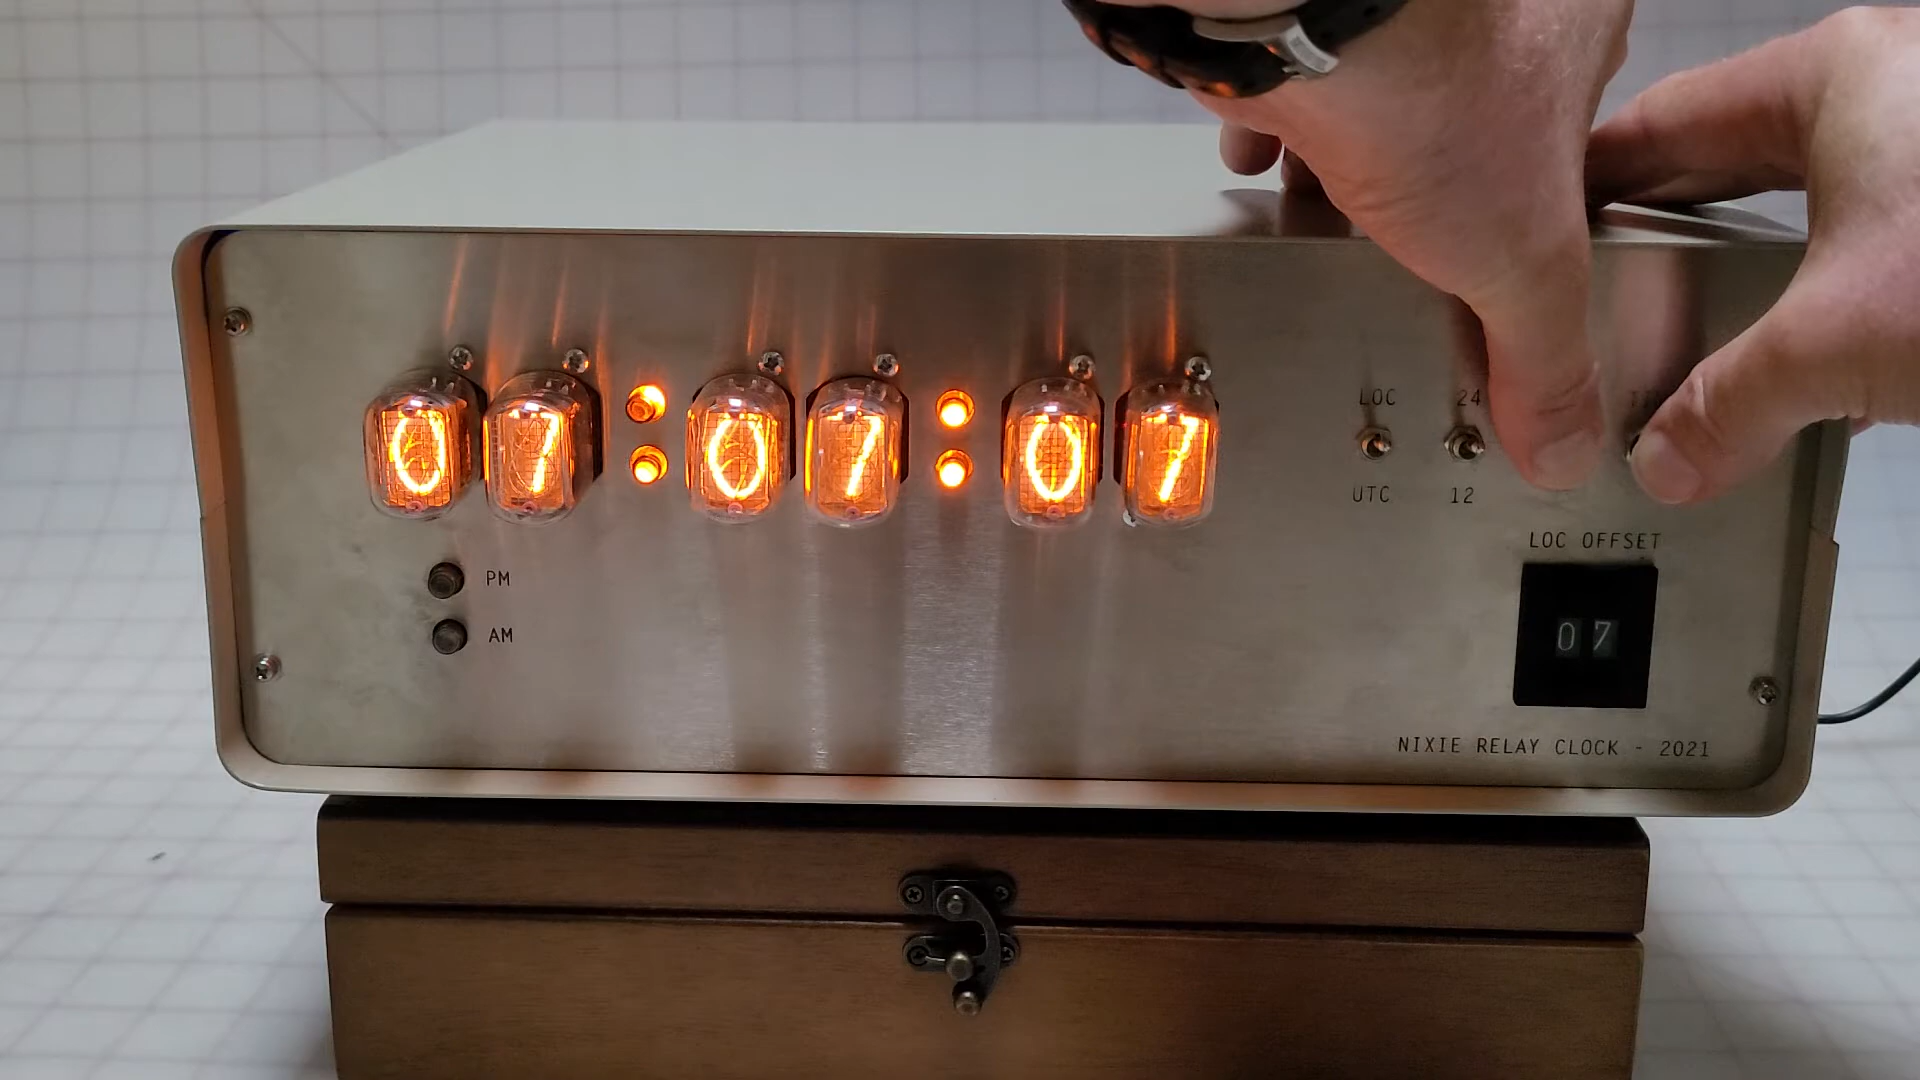 07:07:07
LOC 24
UTC 12
PM
AM
LOC OFFSET
07
NIXIE RELAY CLOCK - 2021